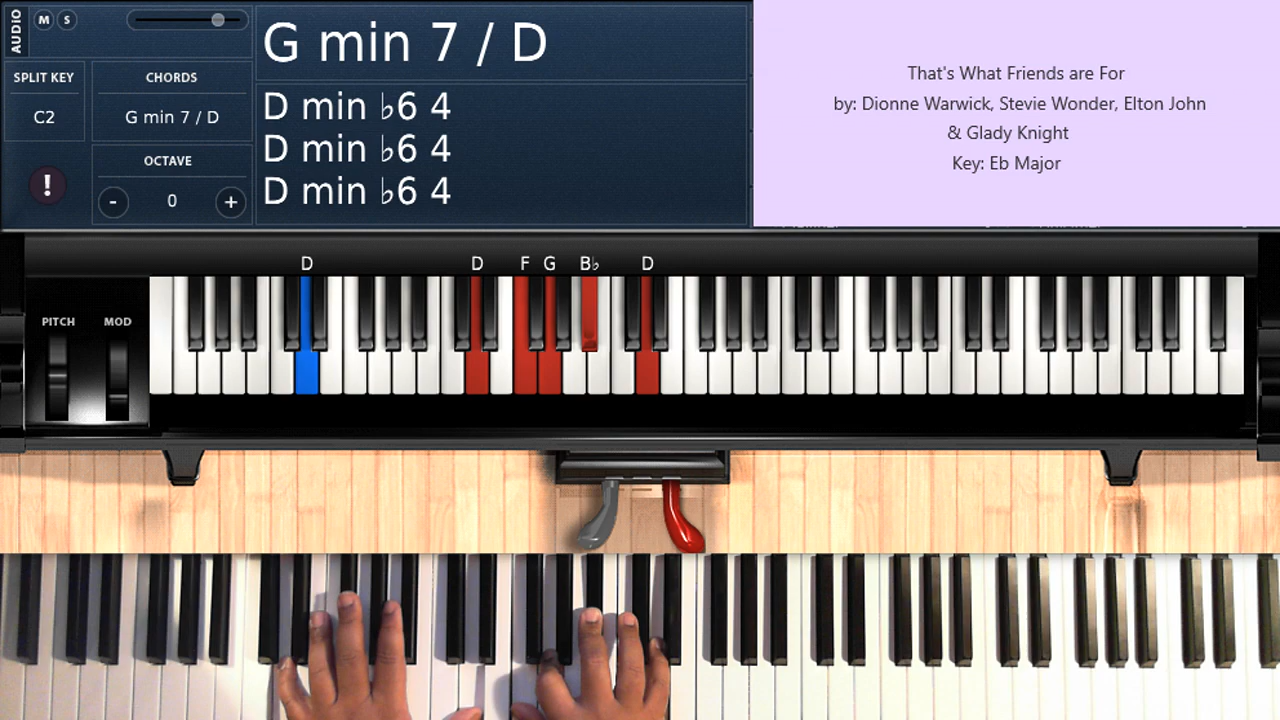 AUDIO
M S
SPLIT KEY
C2
!
CHORDS
G min 7 / D
OCTAVE
- 0 +
G min 7 / D
D min ♭6 4
D min ♭6 4
D min ♭6 4
That's What Friends are For
by: Dionne Warwick, Stevie Wonder, Elton John
& Glady Knight
Key: Eb Major
D D F G B♭ D
PITCH MOD